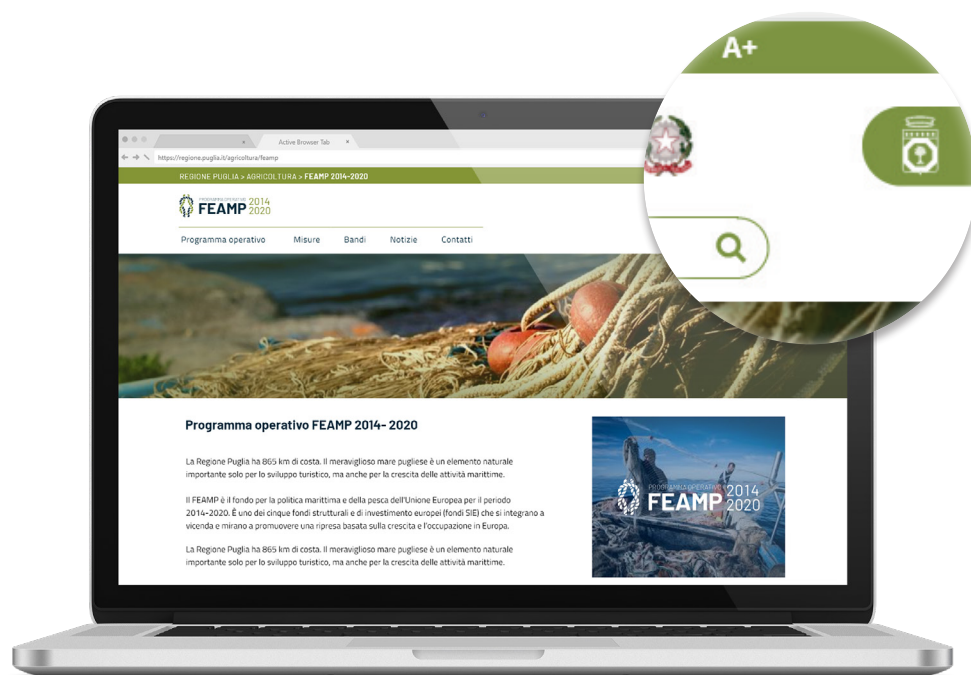 A+
Active Browser Tab
https://regione.puglia.it/agricoltura/feamp
REGIONE PUGLIA > AGRICOLTURA > FEAMP 2014-2020
PROGRAMMA OPERATIVO
FEAMP 2014 2020
Programma operativo Misure Bandi Notizie Contatti
Programma operativo FEAMP 2014- 2020
La Regione Puglia ha 865 km di costa. Il meraviglioso mare pugliese è un elemento naturale
importante solo per lo sviluppo turistico, ma anche per la crescita delle attività marittime.
Il FEAMP è il fondo per la politica marittima e della pesca dell'Unione Europea per il periodo
2014-2020. È uno dei cinque fondi strutturali e di investimento europei (fondi SIE) che si integrano a
vicenda e mirano a promuovere una ripresa basata sulla crescita e l'occupazione in Europa.
La Regione Puglia ha 865 km di costa. Il meraviglioso mare pugliese è un elemento naturale
importante solo per lo sviluppo turistico, ma anche per la crescita delle attività marittime.
PROGRAMMA OPERATIVO
FEAMP 2014 2020